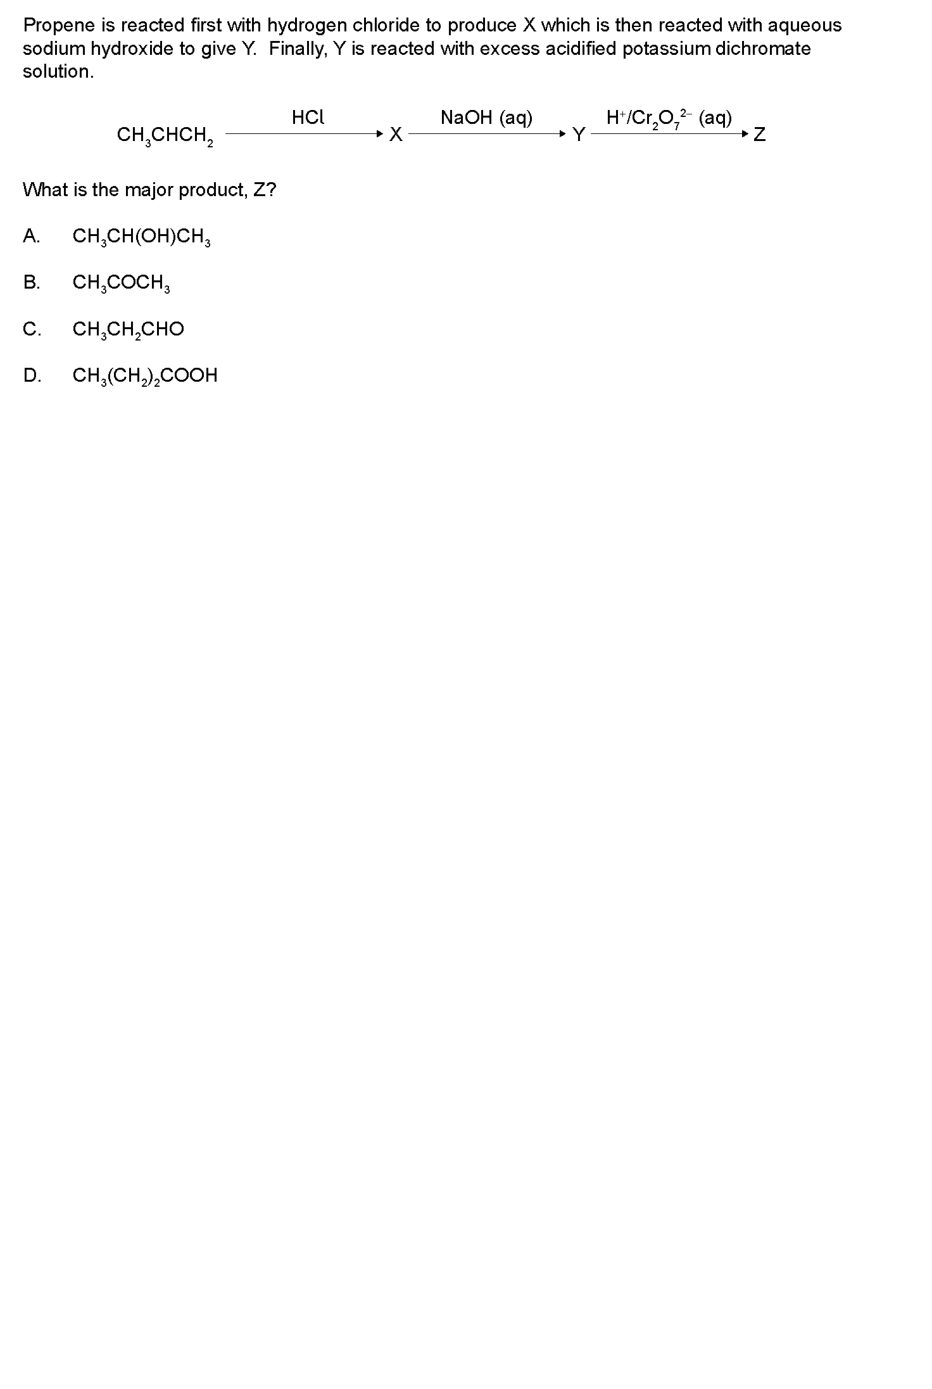 Propene is reacted first with hydrogen chloride to produce X which is then reacted with aqueous
sodium hydroxide to give Y.  Finally, Y is reacted with excess acidified potassium dichromate
solution.
CH₃CHCH₂ HCl X NaOH (aq) Y H⁺/Cr₂O₇²⁻ (aq) Z
What is the major product, Z?
A. CH₃CH(OH)CH₃
B. CH₃COCH₃
C. CH₃CH₂CHO
D. CH₃(CH₂)₂COOH